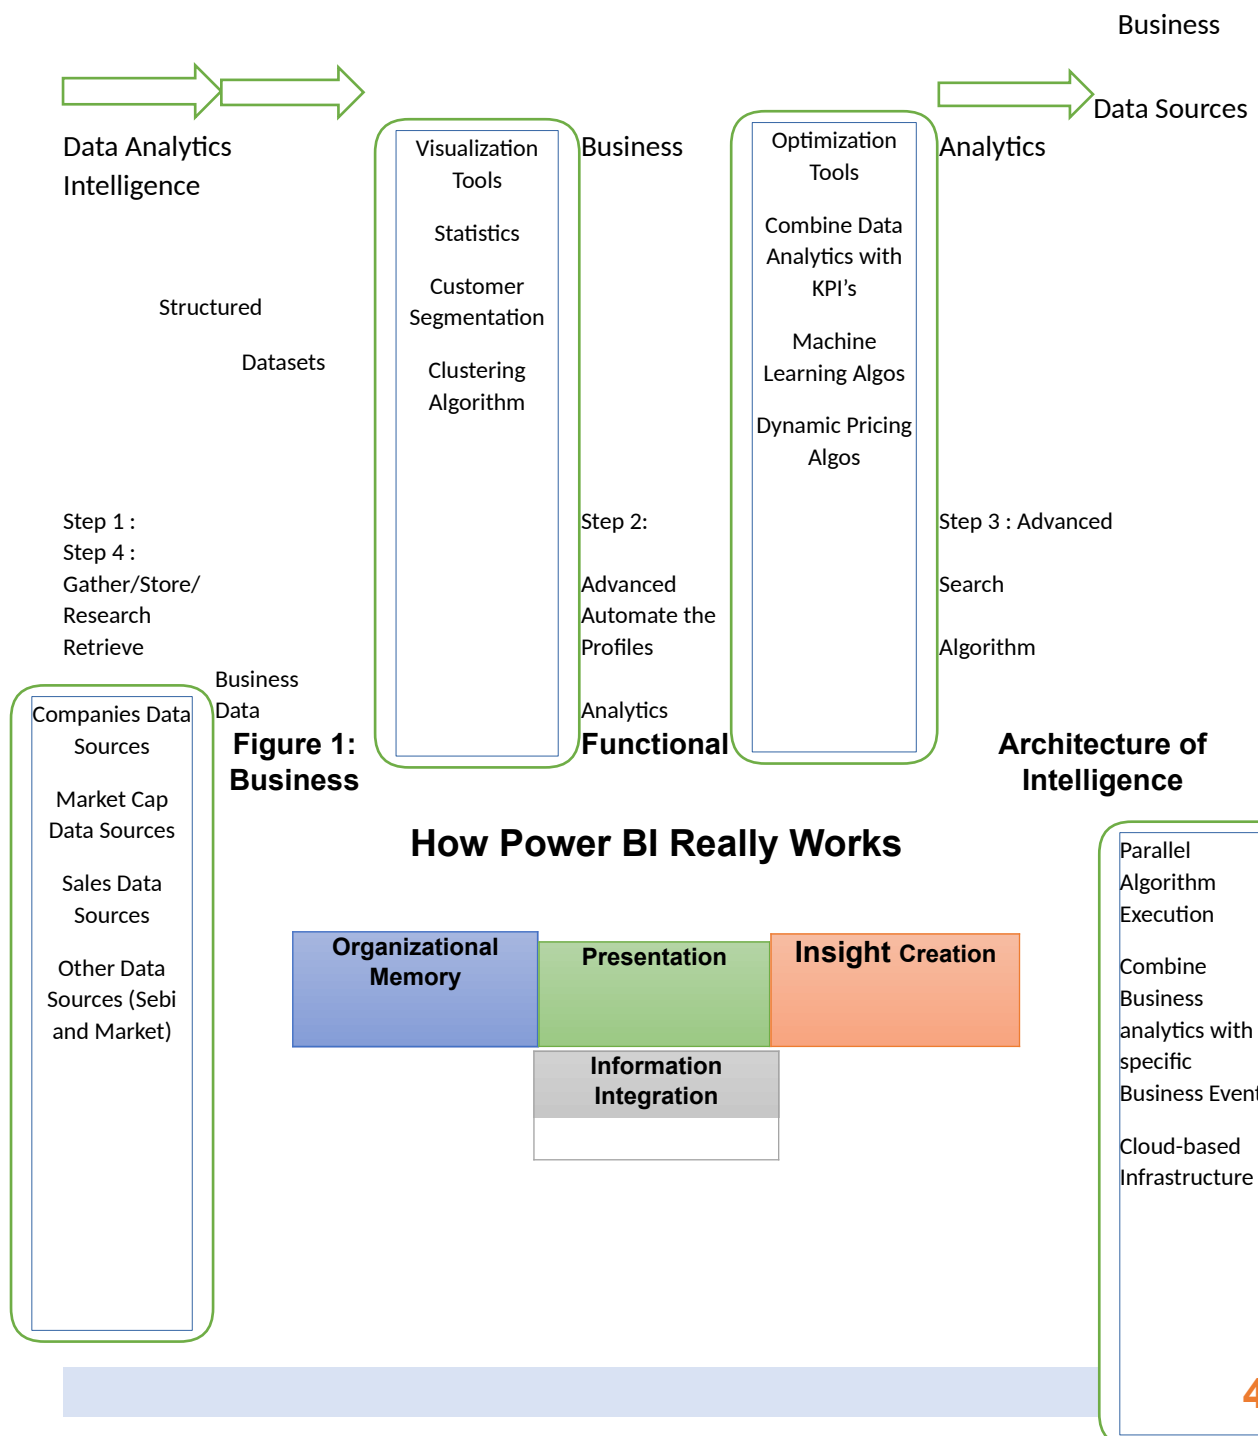 Business
Data Sources
Data Analytics
Intelligence
Business
Analytics
Visualization
Tools
Statistics
Customer
Segmentation
Clustering
Algorithm
Optimization
Tools
Combine Data
Analytics with
KPI’s
Machine
Learning Algos
Dynamic Pricing
Algos
Structured
Datasets
Step 1 :
Step 4 :
Gather/Store/
Research
Retrieve
Business
Data
Step 2:
Advanced
Automate the
Profiles
Analytics
Step 3 : Advanced
Search
Algorithm
Companies Data
Sources
Market Cap
Data Sources
Sales Data
Sources
Other Data
Sources (Sebi
and Market)
Figure 1: Functional Architecture of
Business Intelligence
How Power BI Really Works
Organizational
Memory
Presentation
Insight Creation
Information
Integration
Parallel
Algorithm
Execution
Combine
Business
analytics with
specific
Business Event
Cloud-based
Infrastructure
4